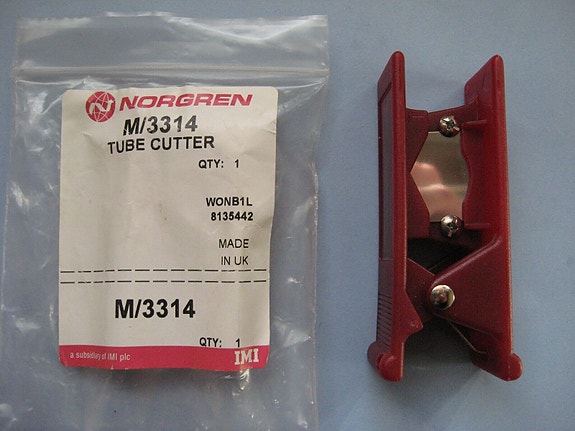 NORGREN
M/3314
TUBE CUTTER
QTY: 1
WONB1L
8135442
MADE
IN UK
M/3314
QTY: 1
a subsidiary of IMI plc IMI